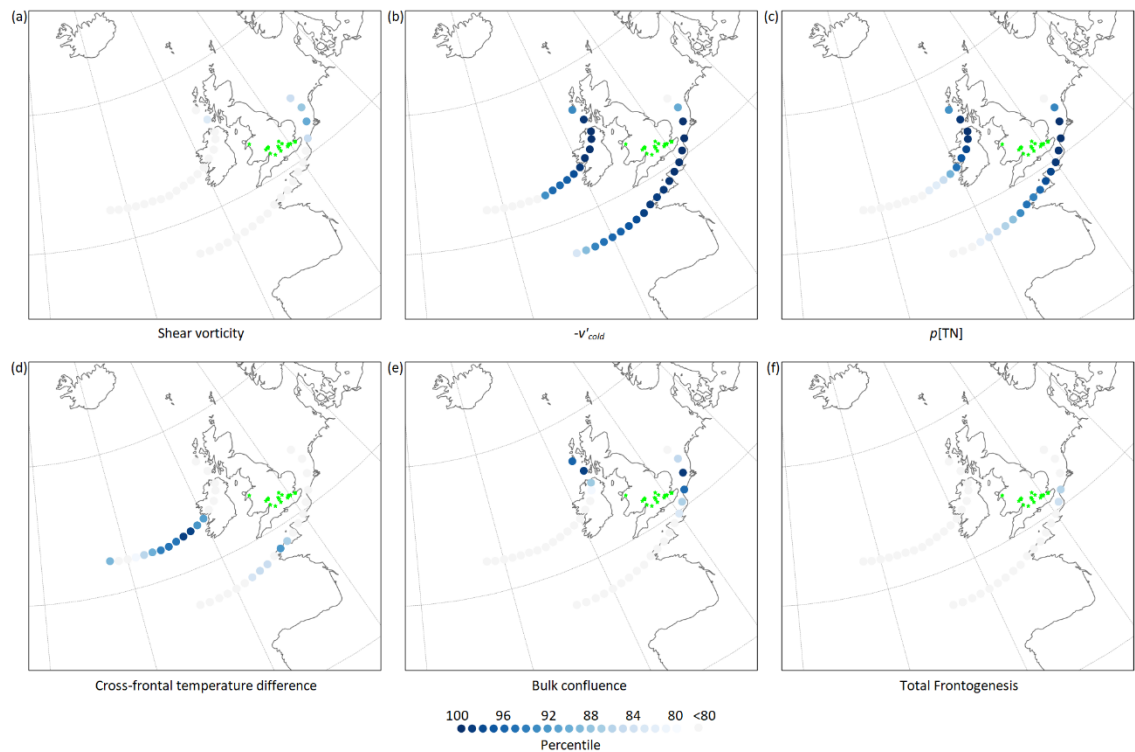 (a)
(b)
(c)
Shear vorticity
-v'cold
p[TN]
(d)
(e)
(f)
Cross-frontal temperature difference
Bulk confluence
Total Frontogenesis
100 96 92 88 84 80 <80
Percentile